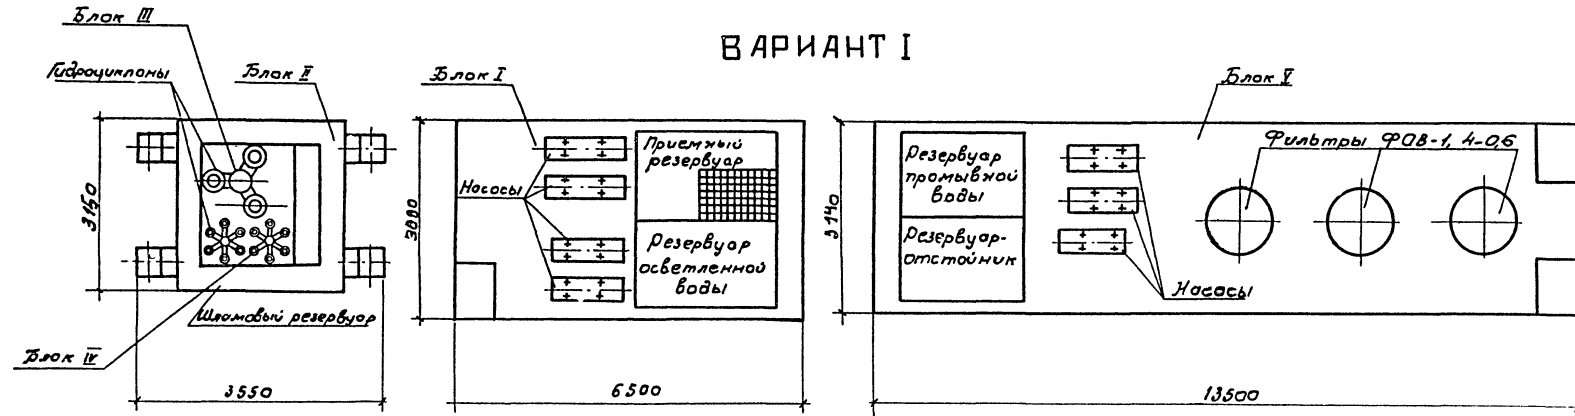 ВАРИАНТ I
Блок III
Гидроциклоны
Блок II
3150
Шламовый резервуар
Блок IV
3550
Блок I
Приемный
резервуар
Насосы
Резервуар
осветленной
воды
6500
Блок V
Резервуар
промывной
воды
Резервуар-
отстойник
3140
Фильтры ФОВ-1,4-0,6
Насосы
13500